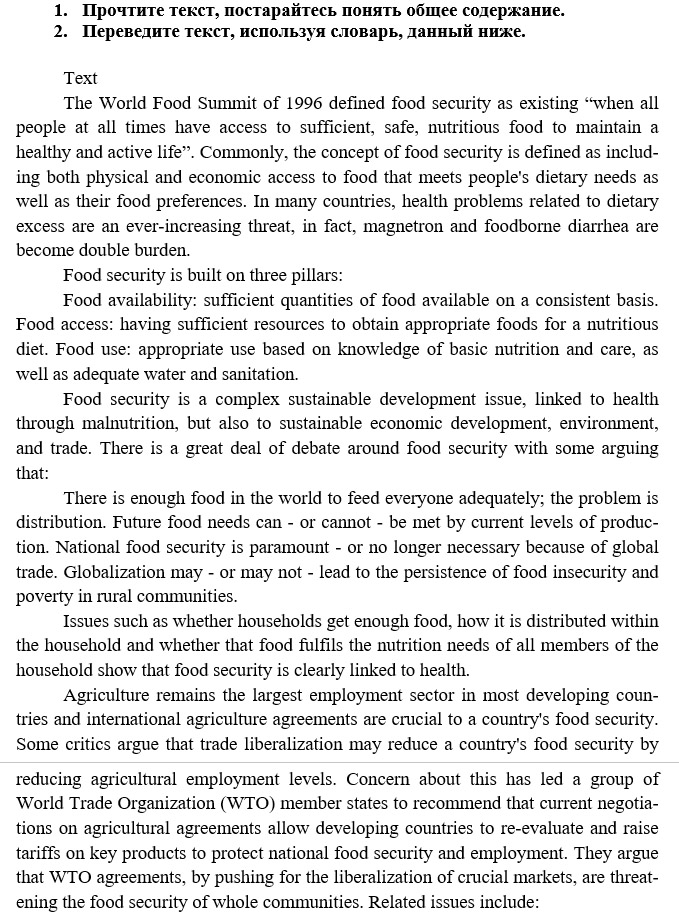 1. Прочтите текст, постарайтесь понять общее содержание.
2. Переведите текст, используя словарь, данный ниже.
Text
The World Food Summit of 1996 defined food security as existing “when all
people at all times have access to sufficient, safe, nutritious food to maintain a
healthy and active life”. Commonly, the concept of food security is defined as includ-
ing both physical and economic access to food that meets people's dietary needs as
well as their food preferences. In many countries, health problems related to dietary
excess are an ever-increasing threat, in fact, magnetron and foodborne diarrhea are
become double burden.
Food security is built on three pillars:
Food availability: sufficient quantities of food available on a consistent basis.
Food access: having sufficient resources to obtain appropriate foods for a nutritious
diet. Food use: appropriate use based on knowledge of basic nutrition and care, as
well as adequate water and sanitation.
Food security is a complex sustainable development issue, linked to health
through malnutrition, but also to sustainable economic development, environment,
and trade. There is a great deal of debate around food security with some arguing
that:
There is enough food in the world to feed everyone adequately; the problem is
distribution. Future food needs can - or cannot - be met by current levels of produc-
tion. National food security is paramount - or no longer necessary because of global
trade. Globalization may - or may not - lead to the persistence of food insecurity and
poverty in rural communities.
Issues such as whether households get enough food, how it is distributed within
the household and whether that food fulfils the nutrition needs of all members of the
household show that food security is clearly linked to health.
Agriculture remains the largest employment sector in most developing coun-
tries and international agriculture agreements are crucial to a country's food security.
Some critics argue that trade liberalization may reduce a country's food security by
reducing agricultural employment levels. Concern about this has led a group of
World Trade Organization (WTO) member states to recommend that current negotia-
tions on agricultural agreements allow developing countries to re-evaluate and raise
tariffs on key products to protect national food security and employment. They argue
that WTO agreements, by pushing for the liberalization of crucial markets, are threat-
ening the food security of whole communities. Related issues include: